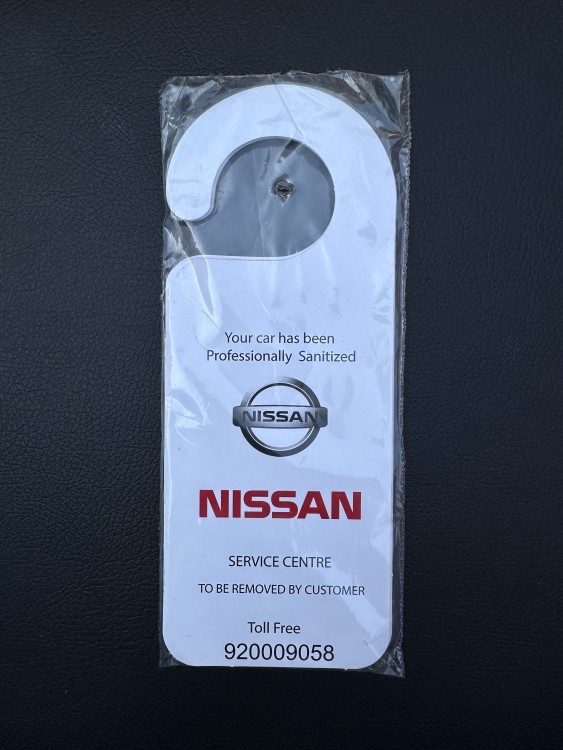 Your car has been
Professionally Sanitized
NISSAN
NISSAN
SERVICE CENTRE
TO BE REMOVED BY CUSTOMER
Toll Free
920009058